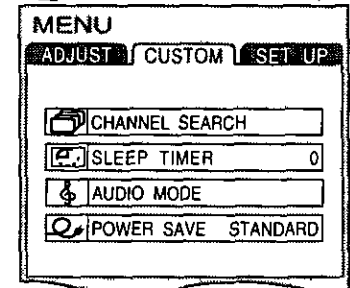 MENU
ADJUST CUSTOM SET UP
CHANNEL SEARCH
SLEEP TIMER 0
AUDIO MODE
POWER SAVE STANDARD